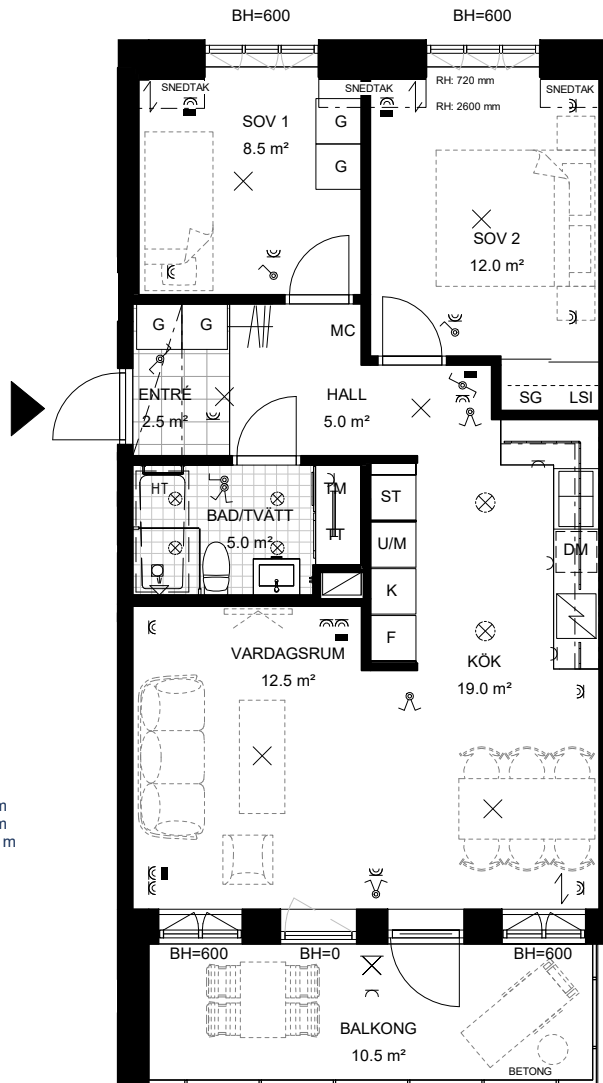 BH=600 BH=600
SNEDTAK SNEDTAK RH: 720 mm SNEDTAK
RH: 2600 mm
SOV 1
8.5 m²
G
G
SOV 2
12.0 m²
G G
MC
ENTRÉ
2.5 m²
HALL
5.0 m²
SG LSI
HT
BAD/TVÄTT
5.0 m²
TM
TT
ST
U/M
K
F
DM
VARDAGSRUM
12.5 m²
KÖK
19.0 m²
m
m
m
BH=600 BH=0 BH=600
BALKONG
10.5 m²
BETONG